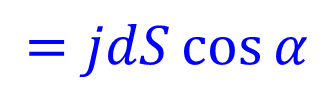 = jdS cos α